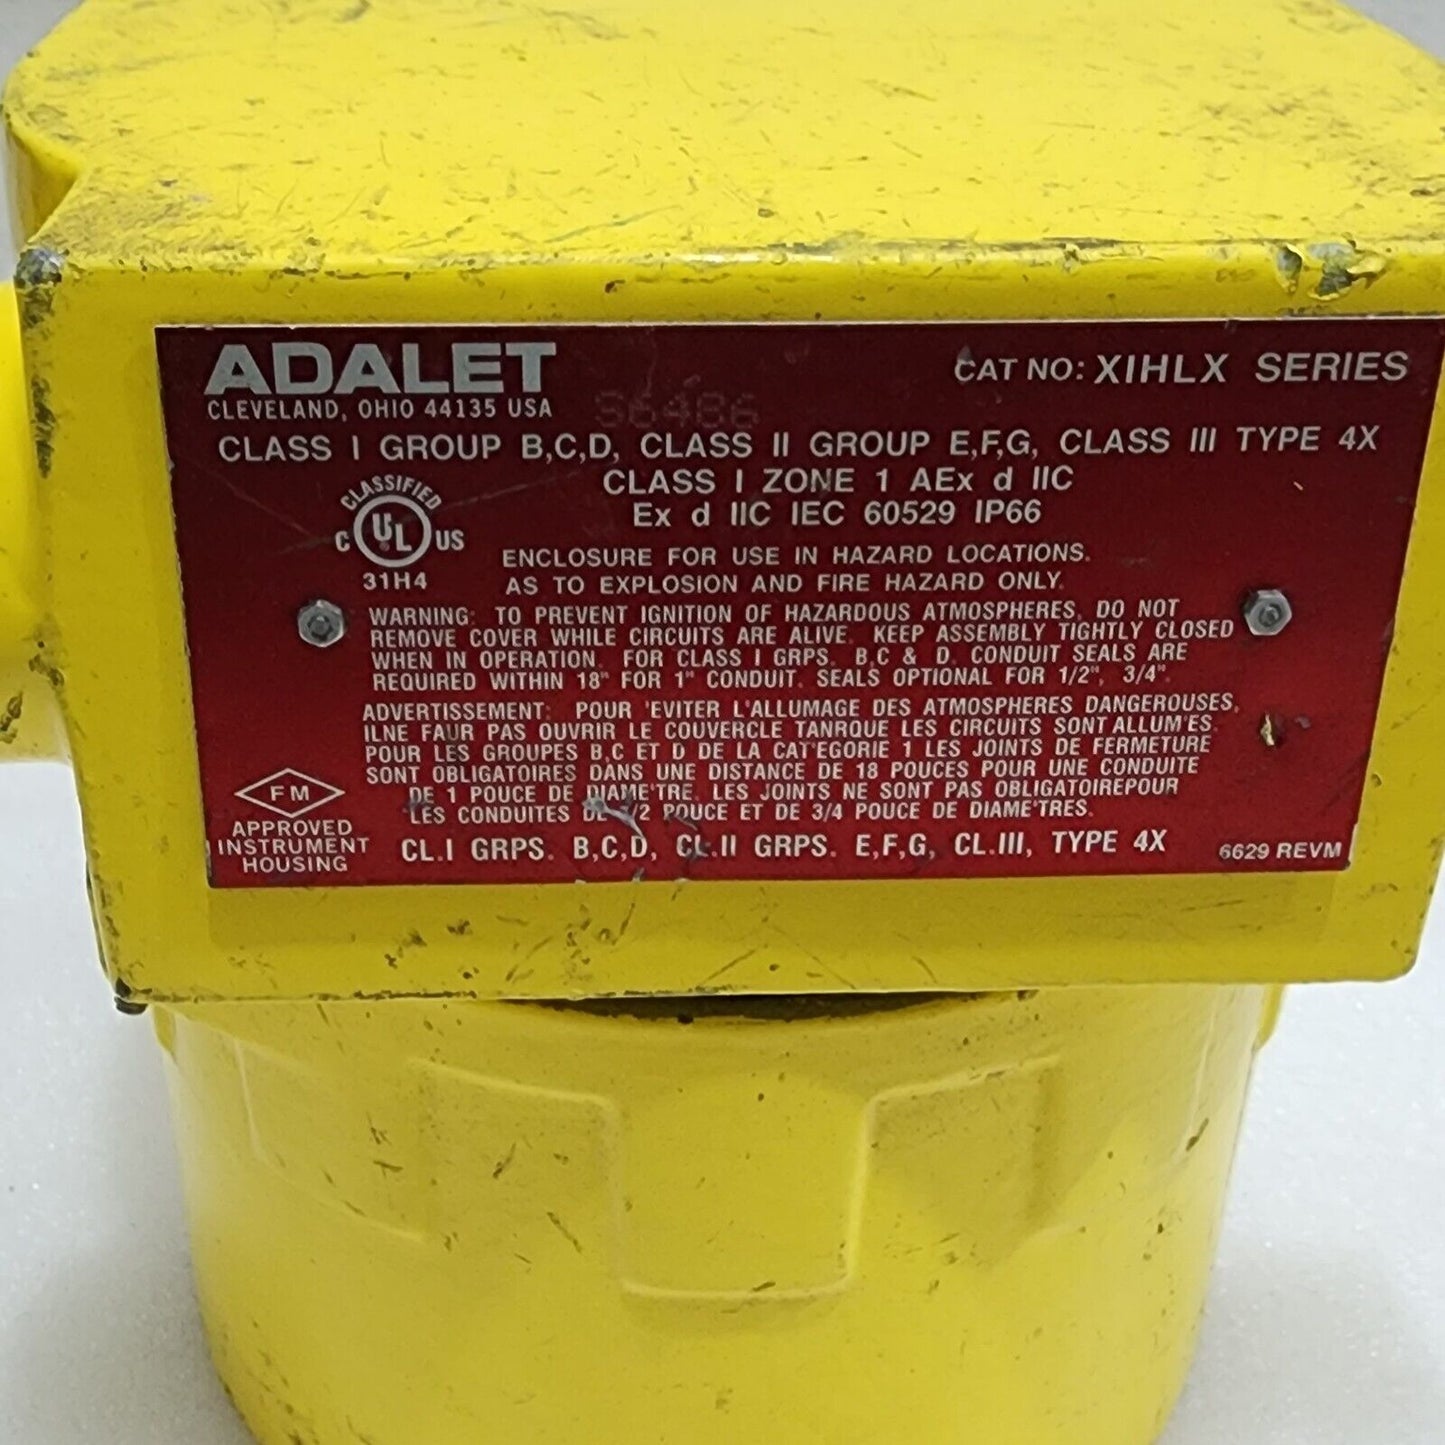 ADALET
CAT NO: XIHLX SERIES
CLEVELAND, OHIO 44135 USA
S6486
CLASS I GROUP B,C,D, CLASS II GROUP E,F,G, CLASS III TYPE 4X
CLASS I ZONE 1 AEx d IIC
Ex d IIC IEC 60529 IP66
CLASSIFIED
C UL US
®
31H4
ENCLOSURE FOR USE IN HAZARD LOCATIONS.
AS TO EXPLOSION AND FIRE HAZARD ONLY.
WARNING: TO PREVENT IGNITION OF HAZARDOUS ATMOSPHERES, DO NOT
REMOVE COVER WHILE CIRCUITS ARE ALIVE. KEEP ASSEMBLY TIGHTLY CLOSED
WHEN IN OPERATION. FOR CLASS I GRPS. B,C & D. CONDUIT SEALS ARE
REQUIRED WITHIN 18" FOR 1" CONDUIT. SEALS OPTIONAL FOR 1/2", 3/4".
ADVERTISSEMENT: POUR 'EVITER L'ALLUMAGE DES ATMOSPHERES DANGEROUSES,
ILNE FAUR PAS OUVRIR LE COUVERCLE TANRQUE LES CIRCUITS SONT ALLUM'ES.
POUR LES GROUPES B,C ET D DE LA CAT'EGORIE 1 LES JOINTS DE FERMETURE
SONT OBLIGATOIRES DANS UNE DISTANCE DE 18 POUCES POUR UNE CONDUITE
DE 1 POUCE DE DIAME'TRE. LES JOINTS NE SONT PAS OBLIGATOIREPOUR
LES CONDUITES DE 1/2 POUCE ET DE 3/4 POUCE DE DIAME'TRES.
FM
APPROVED
INSTRUMENT
HOUSING
CL.I GRPS. B,C,D, CL.II GRPS. E,F,G, CL.III, TYPE 4X
6629 REVM